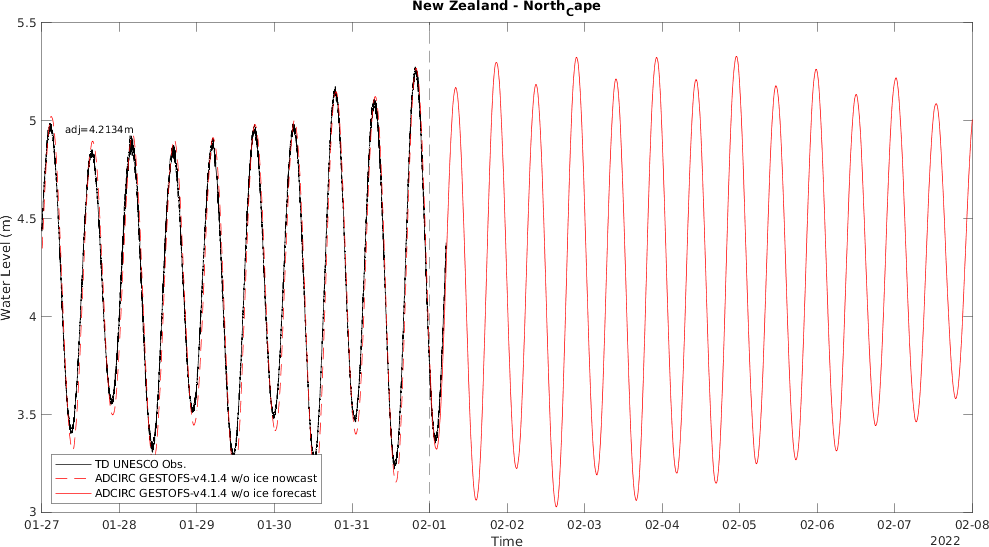 New Zealand - NorthCape
5.5
5
4.5
4
3.5
3
Water Level (m)
adj=4.2134m
TD UNESCO Obs.
ADCIRC GESTOFS-v4.1.4 w/o ice nowcast
ADCIRC GESTOFS-v4.1.4 w/o ice forecast
01-27 01-28 01-29 01-30 01-31 02-01 02-02 02-03 02-04 02-05 02-06 02-07 02-08
Time
2022